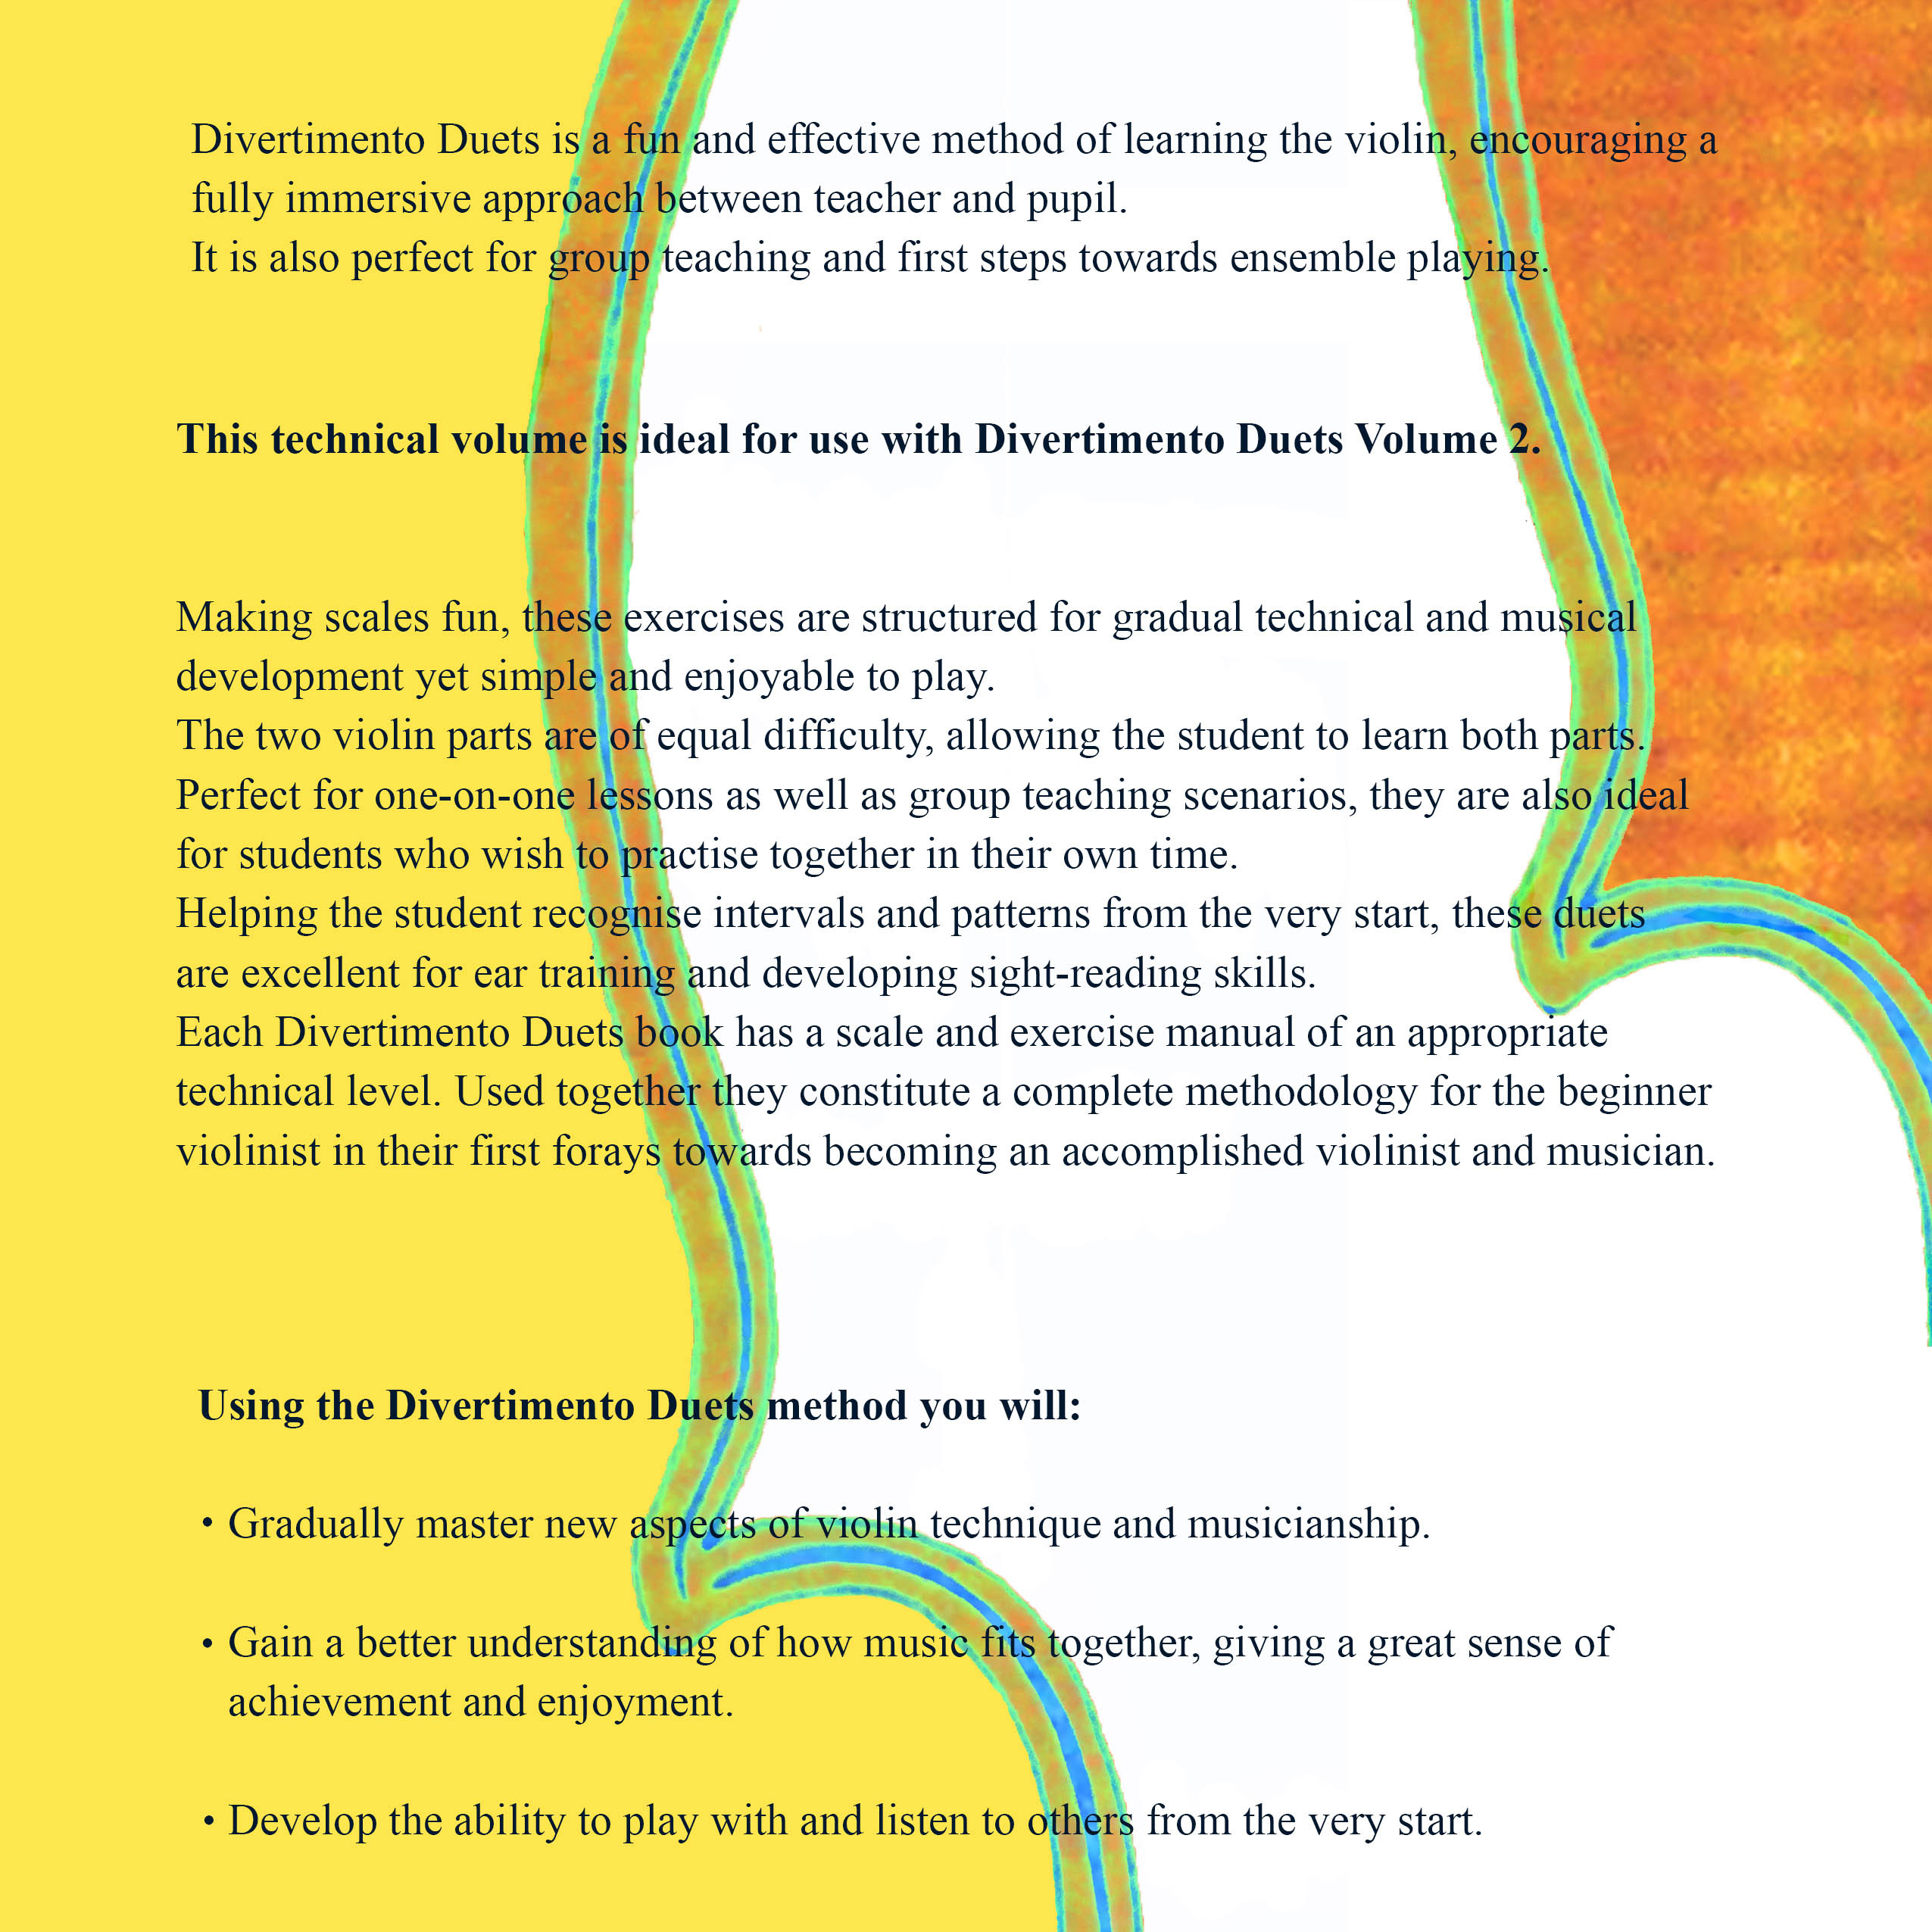 Divertimento Duets is a fun and effective method of learning the violin, encouraging a
fully immersive approach between teacher and pupil.
It is also perfect for group teaching and first steps towards ensemble playing.
This technical volume is ideal for use with Divertimento Duets Volume 2.
Making scales fun, these exercises are structured for gradual technical and musical
development yet simple and enjoyable to play.
The two violin parts are of equal difficulty, allowing the student to learn both parts.
Perfect for one-on-one lessons as well as group teaching scenarios, they are also ideal
for students who wish to practise together in their own time.
Helping the student recognise intervals and patterns from the very start, these duets
are excellent for ear training and developing sight-reading skills.
Each Divertimento Duets book has a scale and exercise manual of an appropriate
technical level. Used together they constitute a complete methodology for the beginner
violinist in their first forays towards becoming an accomplished violinist and musician.
Using the Divertimento Duets method you will:
• Gradually master new aspects of violin technique and musicianship.
• Gain a better understanding of how music fits together, giving a great sense of
achievement and enjoyment.
• Develop the ability to play with and listen to others from the very start.